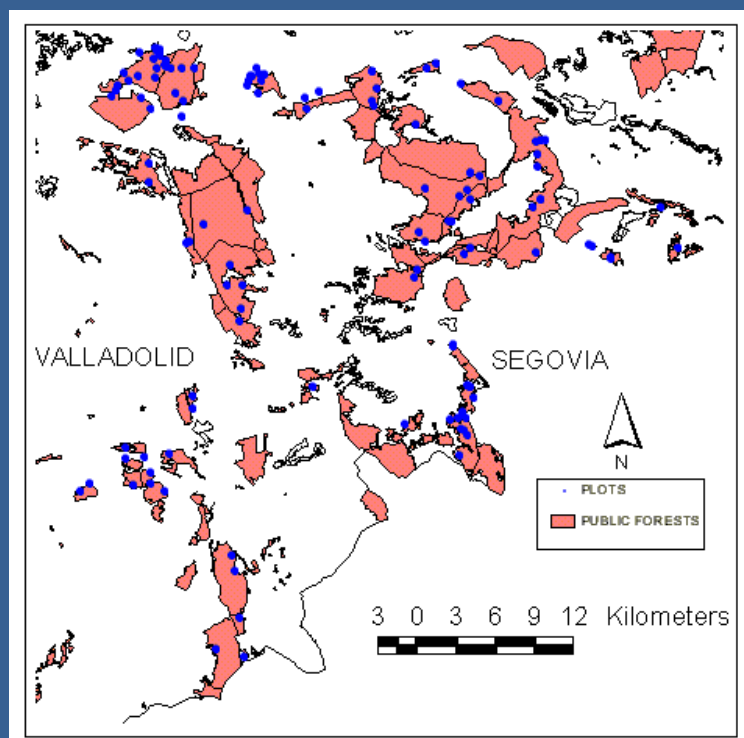 VALLADOLID
SEGOVIA
N
PLOTS
PUBLIC FORESTS
3 0 3 6 9 12 Kilometers